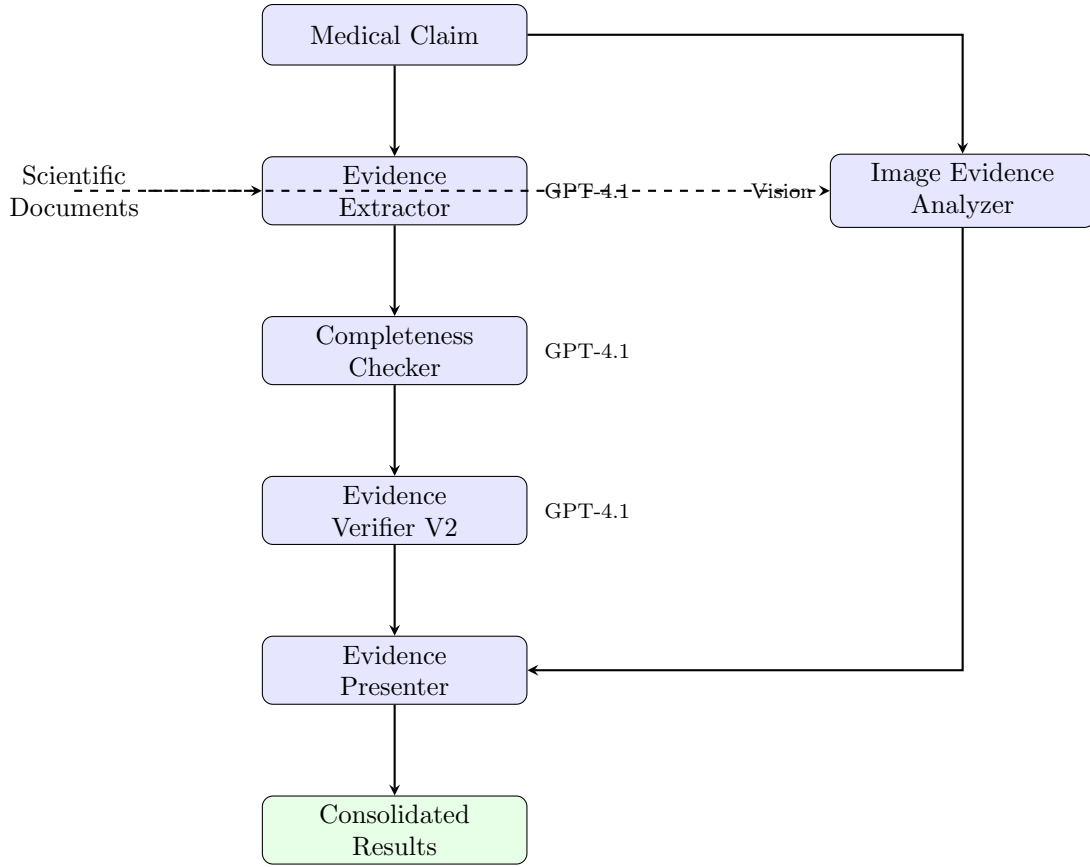 Medical Claim
Scientific
Documents
Evidence
Extractor
GPT-4.1
Vision
Image Evidence
Analyzer
Completeness
Checker
GPT-4.1
Evidence
Verifier V2
GPT-4.1
Evidence
Presenter
Consolidated
Results